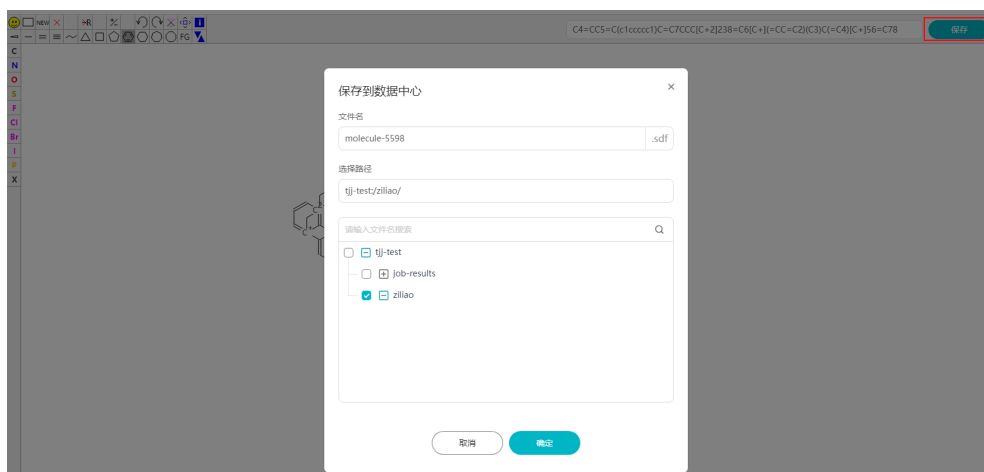 NEW
FG
C4=CC5=C(c1ccccc1)C=C7CCC[C+2]238=C6[C+](=CC=C2)(C3)C(=C4)[C+]56=C78
保存
C
N
O
S
F
Cl
Br
I
P
X
保存到数据中心
×
文件名
molecule-5598 .sdf
选择路径
tjj-test:/ziliao/
请输入文件名搜索
tjj-test
job-results
ziliao
取消 确定